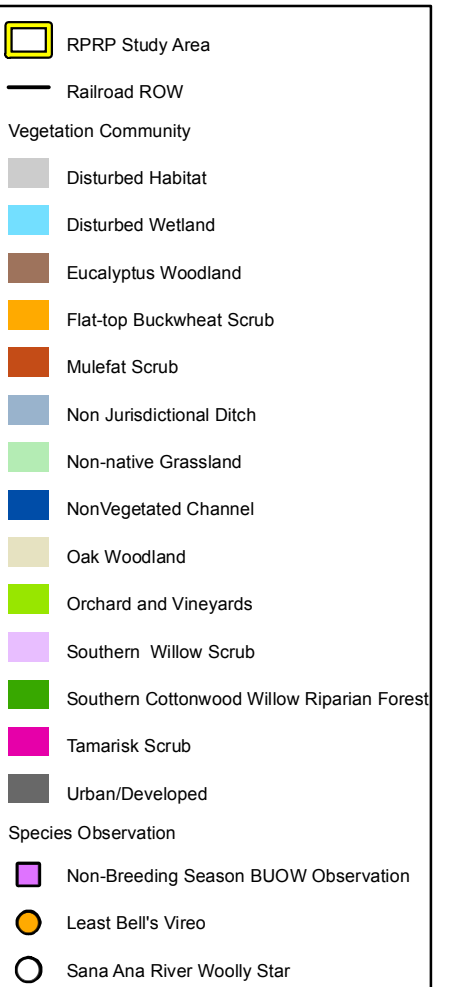 RPRP Study Area
Railroad ROW
Vegetation Community
Disturbed Habitat
Disturbed Wetland
Eucalyptus Woodland
Flat-top Buckwheat Scrub
Mulefat Scrub
Non Jurisdictional Ditch
Non-native Grassland
NonVegetated Channel
Oak Woodland
Orchard and Vineyards
Southern Willow Scrub
Southern Cottonwood Willow Riparian Forest
Tamarisk Scrub
Urban/Developed
Species Observation
Non-Breeding Season BUOW Observation
Least Bell's Vireo
Sana Ana River Woolly Star